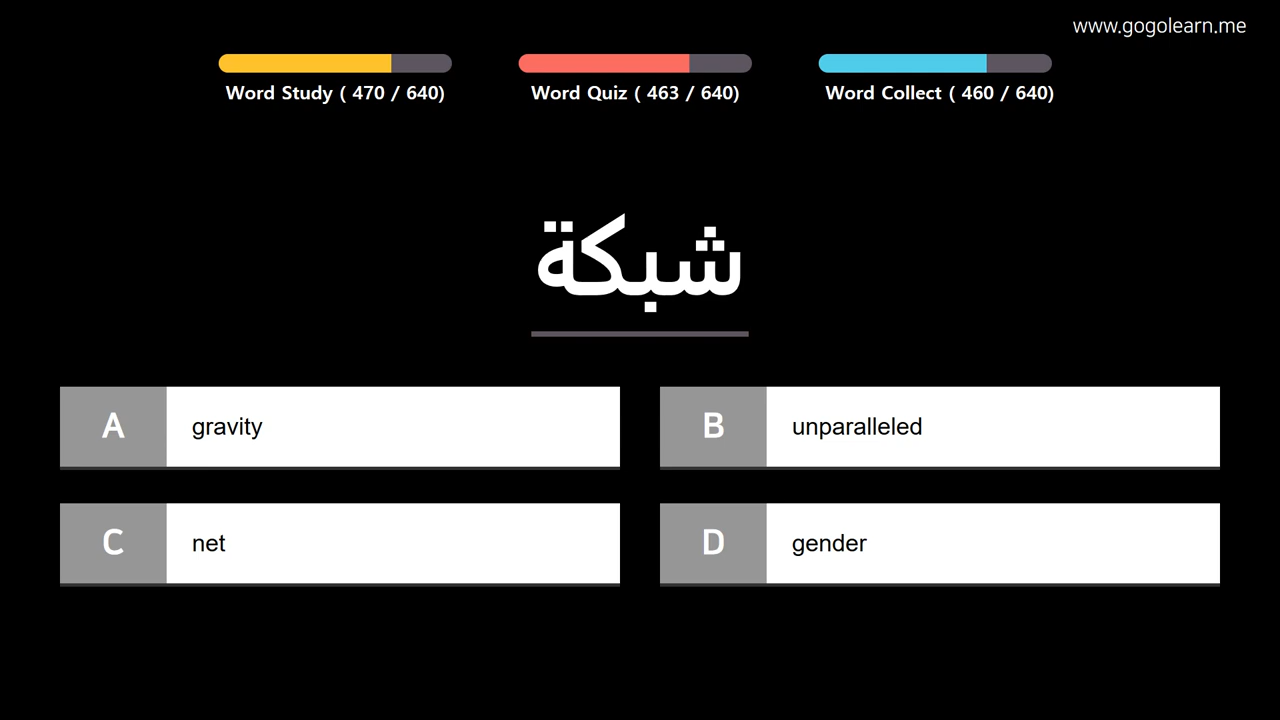 www.gogolearn.me
Word Study ( 470 / 640)
Word Quiz ( 463 / 640)
Word Collect ( 460 / 640)
شبكة
A gravity
B unparalleled
C net
D gender